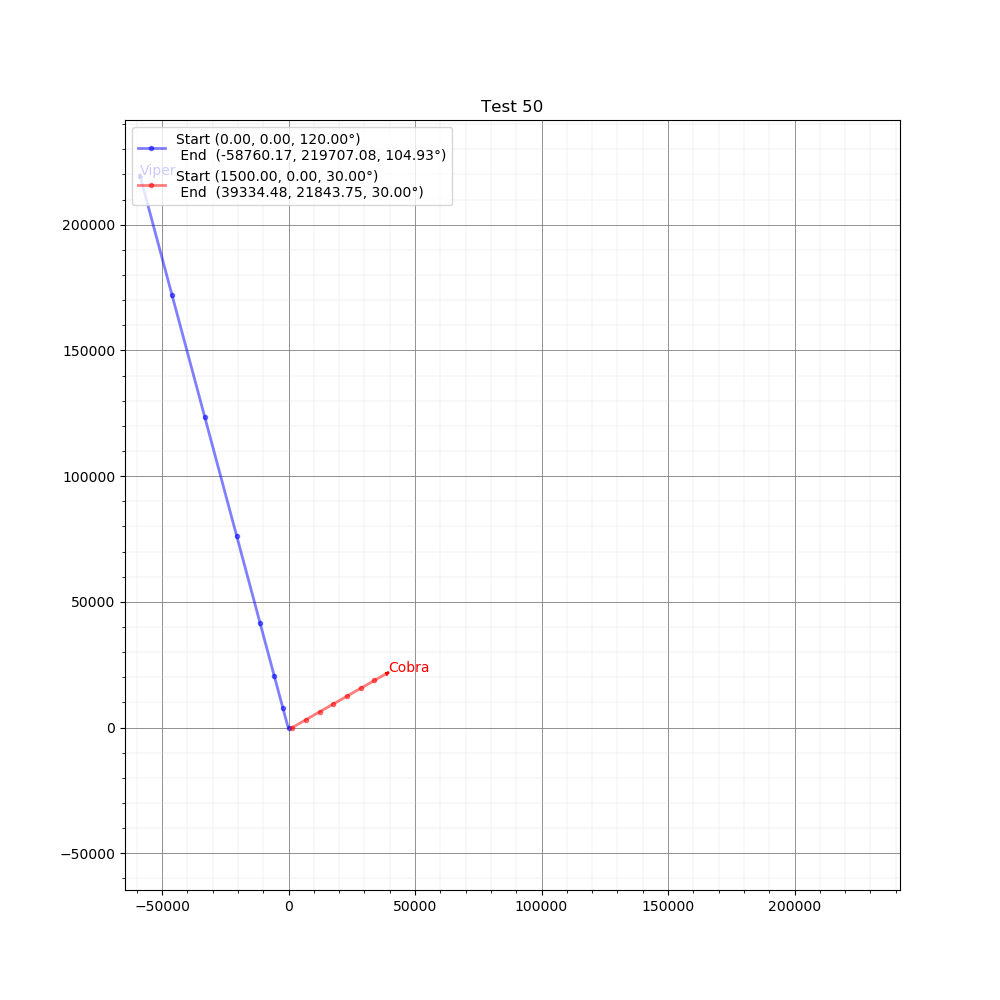 Test 50
Start (0.00, 0.00, 120.00°)
End (-58760.17, 219707.08, 104.93°)
Viper
Start (1500.00, 0.00, 30.00°)
End (39334.48, 21843.75, 30.00°)
200000
150000
100000
50000
Cobra
0
−50000
−50000 0 50000 100000 150000 200000